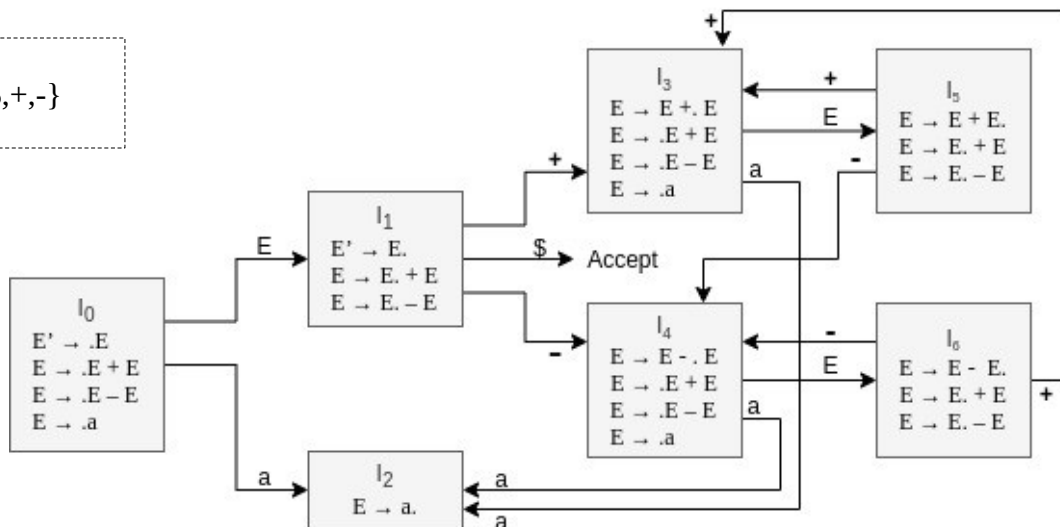 ,+,-}
I0
E’ → .E
E → .E + E
E → .E – E
E → .a
E
a
I1
E’ → E.
E → E. + E
E → E. – E
+
$
Accept
-
I2
E → a.
I3
E → E +. E
E → .E + E
E → .E – E
E → .a
+
+
E
-
a
I5
E → E + E.
E → E. + E
E → E. – E
I4
E → E - . E
E → .E + E
E → .E – E
E → .a
-
E
a
a
a
I6
E → E - E.
E → E. + E
E → E. – E
+